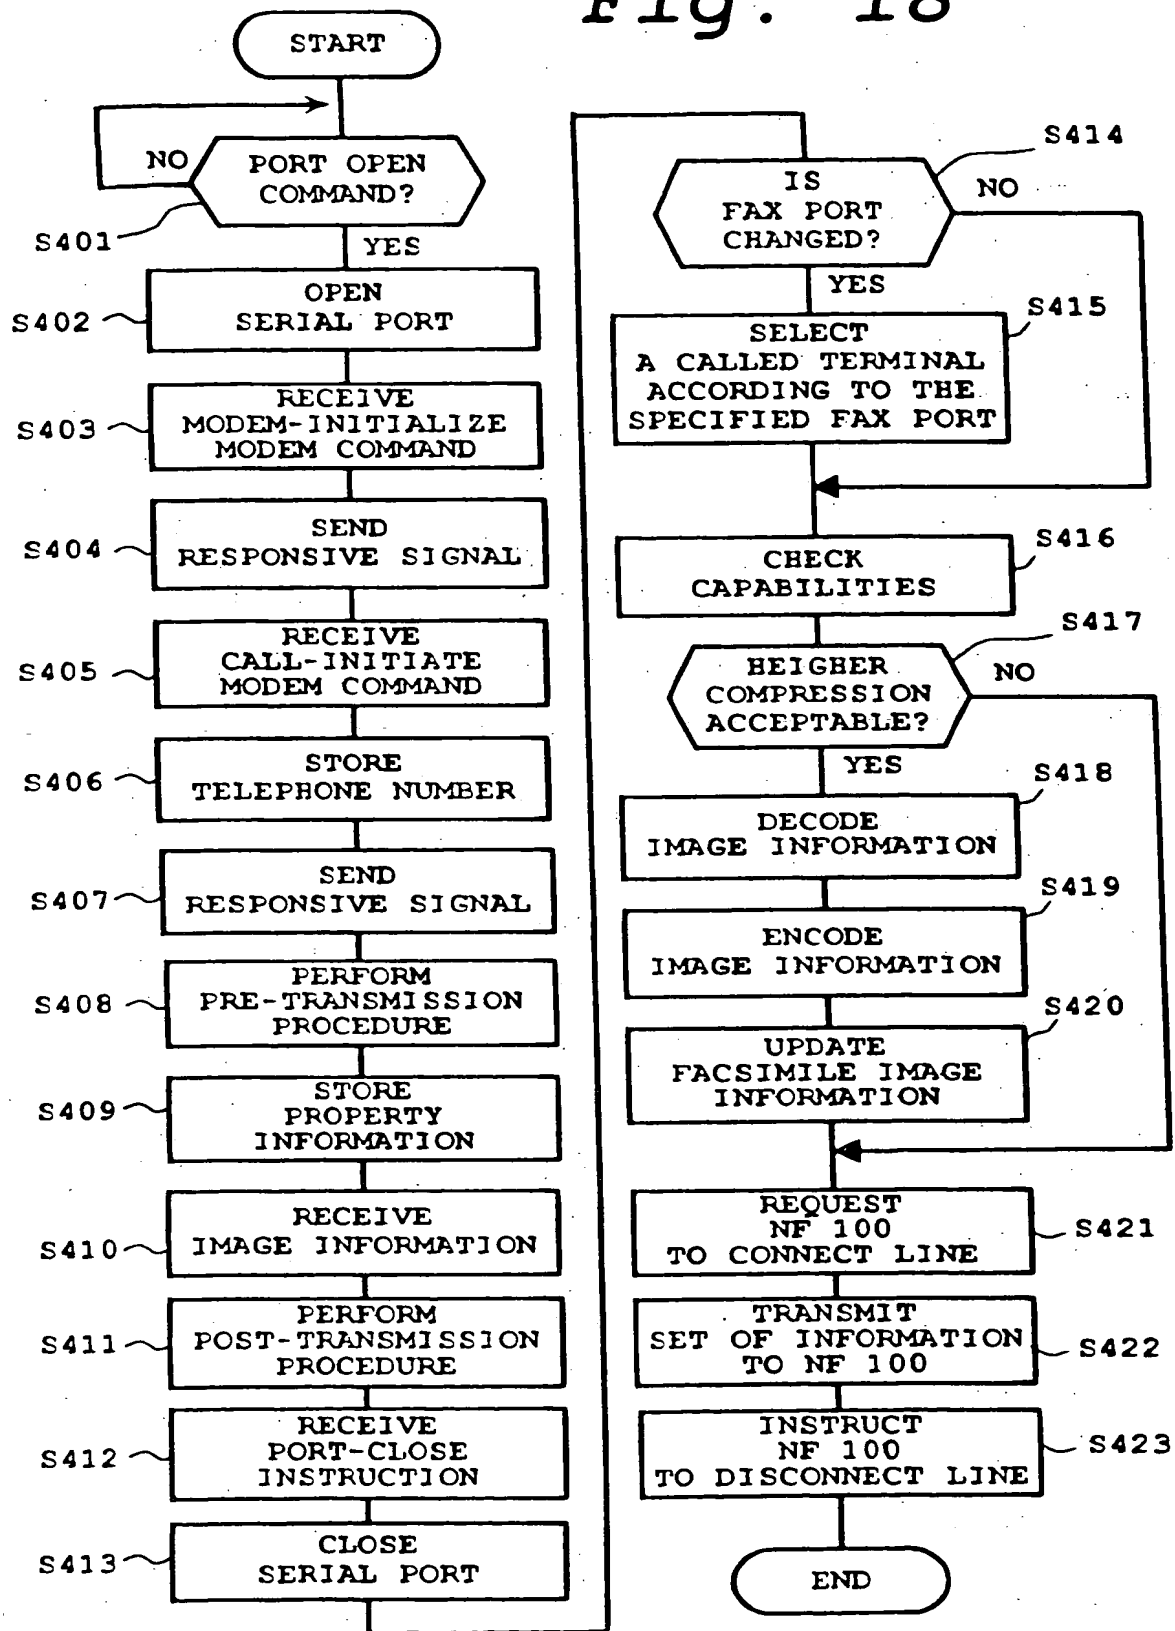 Fig. 18
START
NO
PORT OPEN
COMMAND?
S401
YES
OPEN
SERIAL PORT
S402
RECEIVE
MODEM-INITIALIZE
MODEM COMMAND
S403
SEND
RESPONSIVE SIGNAL
S404
RECEIVE
CALL-INITIATE
MODEM COMMAND
S405
STORE
TELEPHONE NUMBER
S406
SEND
RESPONSIVE SIGNAL
S407
PERFORM
PRE-TRANSMISSION
PROCEDURE
S408
STORE
PROPERTY
INFORMATION
S409
RECEIVE
IMAGE INFORMATION
S410
PERFORM
POST-TRANSMISSION
PROCEDURE
S411
RECEIVE
PORT-CLOSE
INSTRUCTION
S412
CLOSE
SERIAL PORT
S413
S414
IS
FAX PORT
CHANGED?
NO
YES
S415
SELECT
A CALLED TERMINAL
ACCORDING TO THE
SPECIFIED FAX PORT
S416
CHECK
CAPABILITIES
S417
HEIGHER
COMPRESSION
ACCEPTABLE?
NO
YES
S418
DECODE
IMAGE INFORMATION
S419
ENCODE
IMAGE INFORMATION
S420
UPDATE
FACSIMILE IMAGE
INFORMATION
REQUEST
NF 100
TO CONNECT LINE
S421
TRANSMIT
SET OF INFORMATION
TO NF 100
S422
INSTRUCT
NF 100
TO DISCONNECT LINE
S423
END